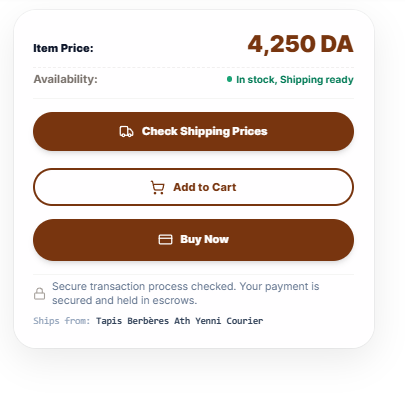 Item Price: 4,250 DA
Availability: In stock, Shipping ready
Check Shipping Prices
Add to Cart
Buy Now
Secure transaction process checked. Your payment is
secured and held in escrows.
Ships from: Tapis Berbères Ath Yenni Courier